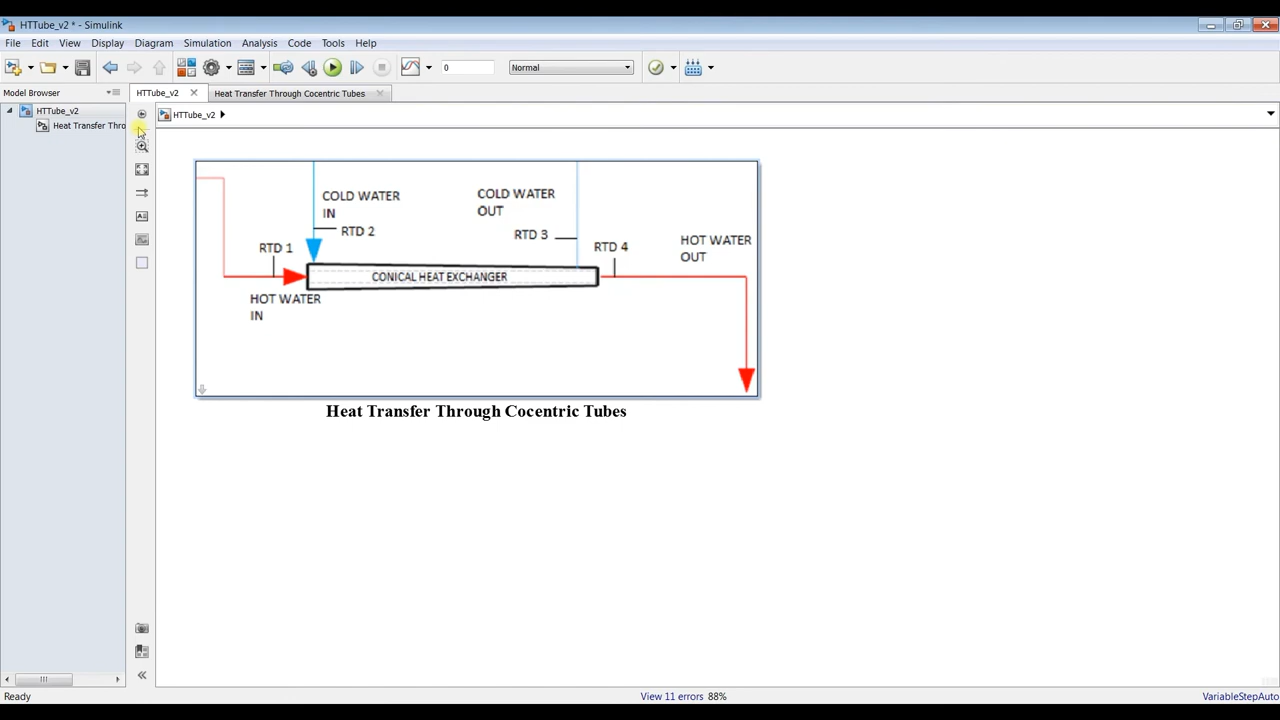 HTTube_v2 * - Simulink
File Edit View Display Diagram Simulation Analysis Code Tools Help
0 Normal
Model Browser HTTube_v2 Heat Transfer Through Cocentric Tubes
HTTube_v2 HTTube_v2
Heat Transfer Thro
COLD WATER
IN
RTD 2
COLD WATER
OUT
RTD 3
RTD 1
RTD 4
HOT WATER
OUT
CONICAL HEAT EXCHANGER
HOT WATER
IN
Heat Transfer Through Cocentric Tubes
Ready View 11 errors 88% VariableStepAuto